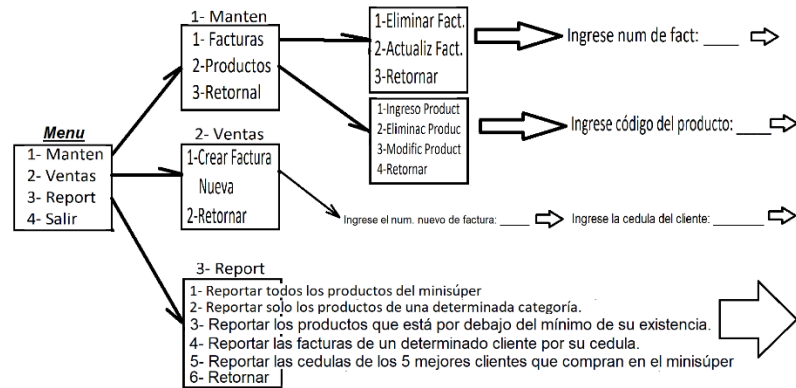 1- Manten
1- Facturas
2-Productos
3-Retornal
1-Eliminar Fact.
2-Actualiz Fact.
3-Retornar
Ingrese num de fact: ____
1-Ingreso Product
2-Eliminac Produc
3-Modific Product
4-Retornar
Ingrese código del producto: ____
Menu
1- Manten
2- Ventas
3- Report
4- Salir
2- Ventas
1-Crear Factura
Nueva
2-Retornar
Ingrese el num. nuevo de factura: ____
Ingrese la cedula del cliente: ______
3- Report
1- Reportar todos los productos del minisúper
2- Reportar solo los productos de una determinada categoría.
3- Reportar los productos que está por debajo del mínimo de su existencia.
4- Reportar las facturas de un determinado cliente por su cedula.
5- Reportar las cedulas de los 5 mejores clientes que compran en el minisúper
6- Retornar